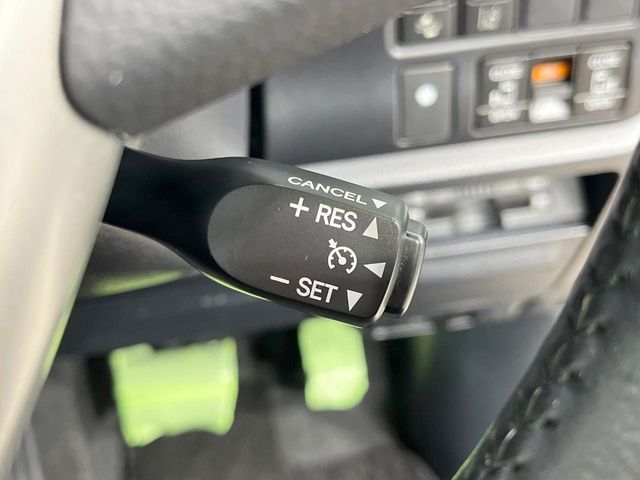 CANCEL ▼
+ RES ▲
◀
− SET ▼